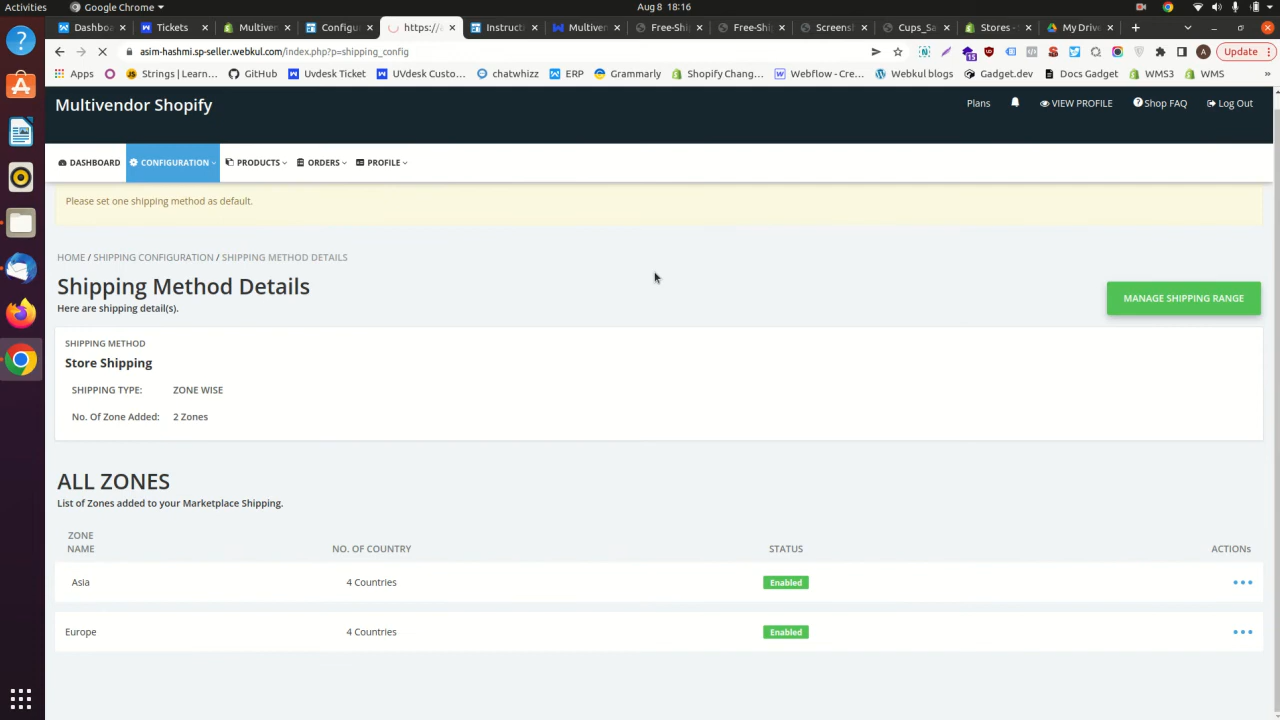 Activities Google Chrome Aug 8 18:16
Dashbo Tickets Multiven Configu https:// Instructi Multiven Free-Shi Free-Shi Screensh Cups_Sa Stores · My Drive
asim-hashmi.sp-seller.webkul.com/index.php?p=shipping_config 15 A Update
Apps Strings | Learn... GitHub Uvdesk Ticket UVdesk Custo... chatwhizz ERP Grammarly Shopify Chang... Webflow - Cre... Webkul blogs Gadget.dev Docs Gadget WMS3 WMS »
Multivendor Shopify Plans VIEW PROFILE Shop FAQ Log Out
DASHBOARD CONFIGURATION PRODUCTS ORDERS PROFILE
Please set one shipping method as default.
HOME / SHIPPING CONFIGURATION / SHIPPING METHOD DETAILS
Shipping Method Details
Here are shipping detail(s).
MANAGE SHIPPING RANGE
SHIPPING METHOD
Store Shipping
SHIPPING TYPE: ZONE WISE
No. Of Zone Added: 2 Zones
ALL ZONES
List of Zones added to your Marketplace Shipping.
ZONE
NAME NO. OF COUNTRY STATUS ACTIONs
Asia 4 Countries Enabled
Europe 4 Countries Enabled